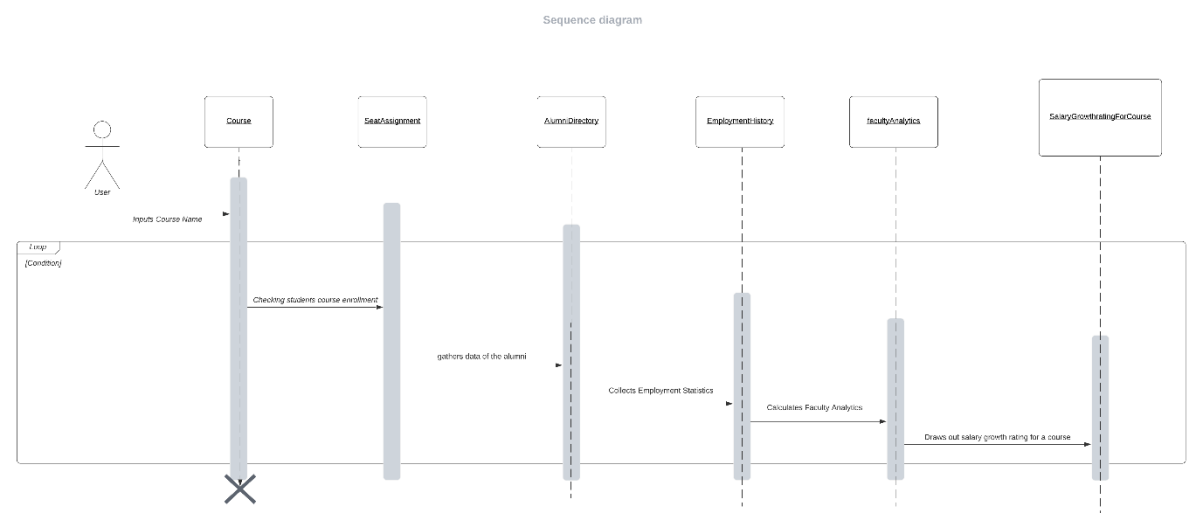 Sequence diagram
Course
SeatAssignment
AlumniDirectory
EmploymentHistory
facultyAnalytics
SalaryGrowthratingForCourse
User
Inputs Course Name
Loop
[Condition]
Checking students course enrollment
gathers data of the alumni
Collects Employment Statistics
Calculates Faculty Analytics
Draws out salary growth rating for a course